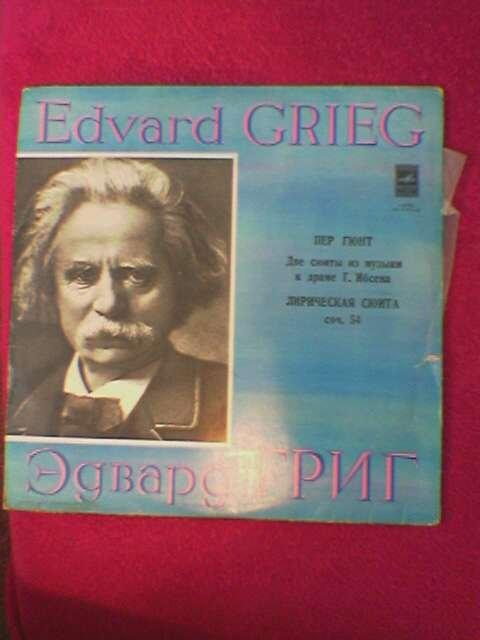 Edvard GRIEG
ПЕР ГЮНТ
Две сюиты из музыки
к драме Г. Ибсена
ЛИРИЧЕСКАЯ СЮИТА
соч. 54
Эдвард ГРИГ